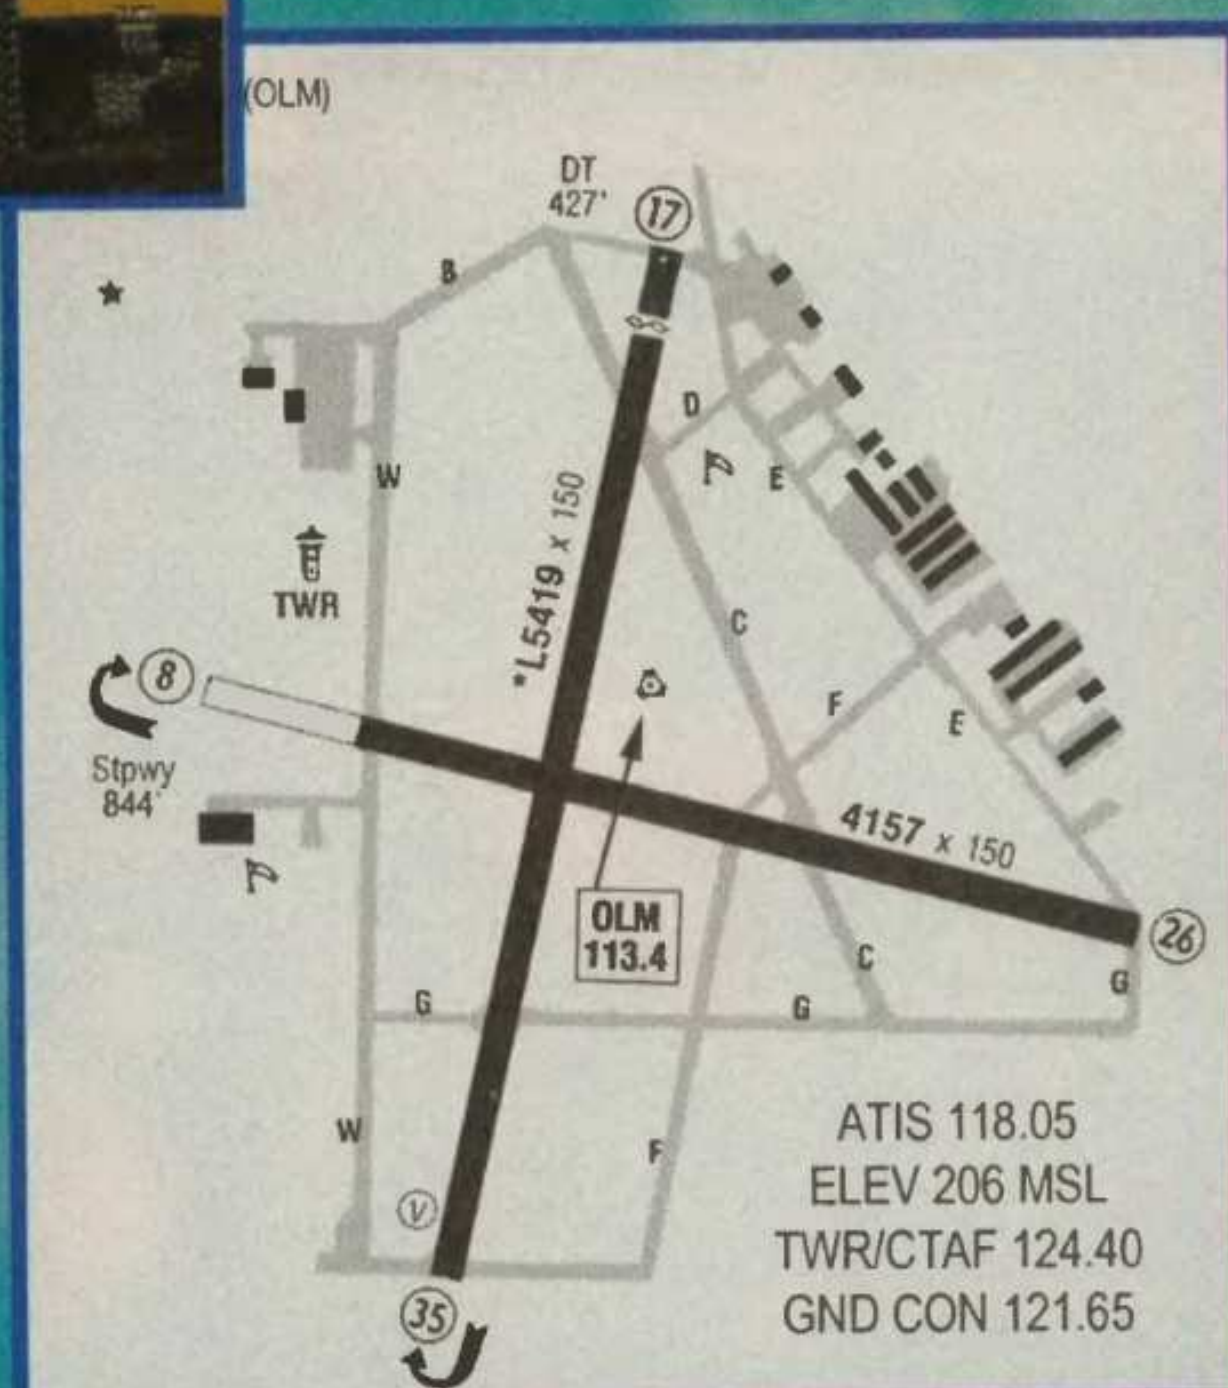 (OLM)
DT
427'
17
B
D
W
E
*L5419 x 150
TWR
C
8
F
E
Stpwy
844'
4157 x 150
OLM
113.4
26
C
G
G
G
W
F
V
35
ATIS 118.05
ELEV 206 MSL
TWR/CTAF 124.40
GND CON 121.65